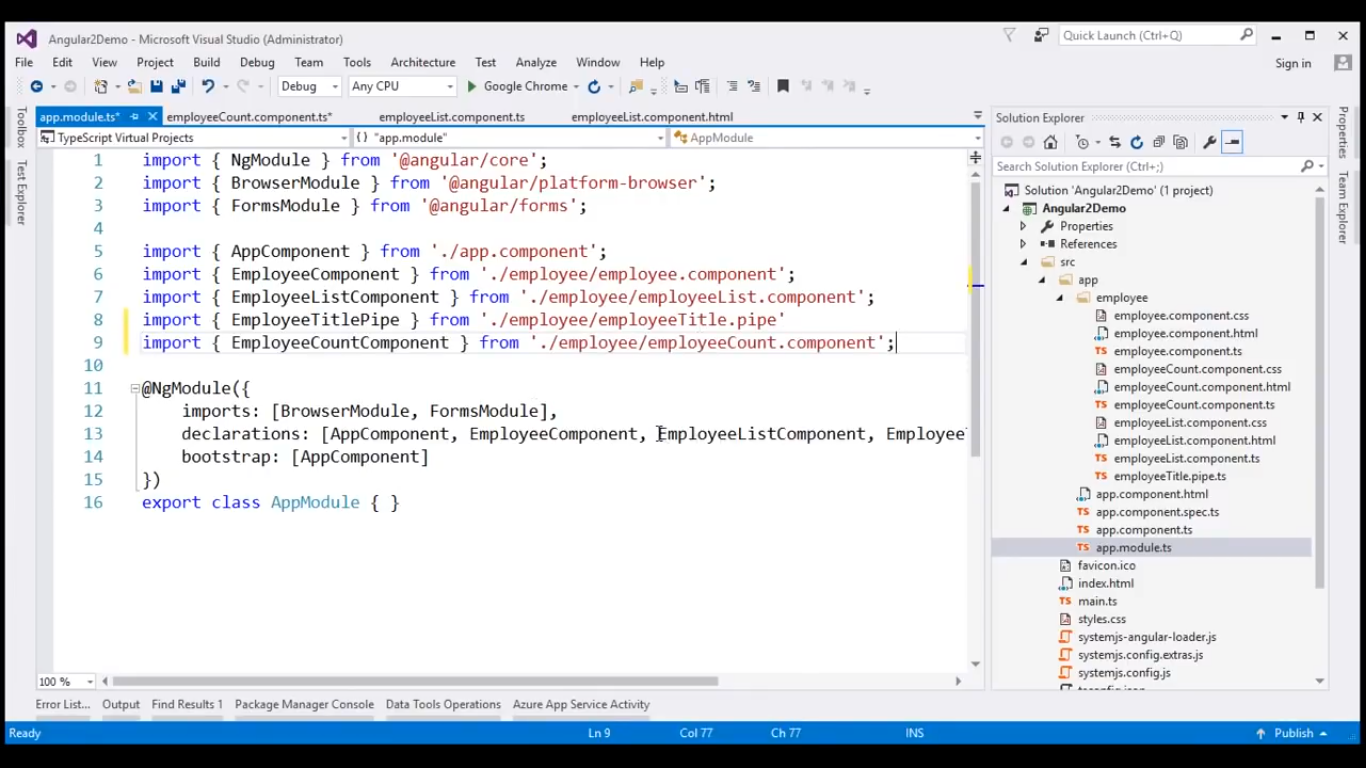 Angular2Demo - Microsoft Visual Studio (Administrator)
Quick Launch (Ctrl+Q)
File Edit View Project Build Debug Team Tools Architecture Test Analyze Window Help
Sign in
Debug Any CPU Google Chrome
app.module.ts* employeeCount.component.ts* employeeList.component.ts employeeList.component.html
TypeScript Virtual Projects {} "app.module" AppModule
1 import { NgModule } from '@angular/core';
2 import { BrowserModule } from '@angular/platform-browser';
3 import { FormsModule } from '@angular/forms';
4
5 import { AppComponent } from './app.component';
6 import { EmployeeComponent } from './employee/employee.component';
7 import { EmployeeListComponent } from './employee/employeeList.component';
8 import { EmployeeTitlePipe } from './employee/employeeTitle.pipe'
9 import { EmployeeCountComponent } from './employee/employeeCount.component';
10
11 @NgModule({
12 imports: [BrowserModule, FormsModule],
13 declarations: [AppComponent, EmployeeComponent, EmployeeListComponent, Employee
14 bootstrap: [AppComponent]
15 })
16 export class AppModule { }
100 %
Toolbox
Test Explorer
Solution Explorer
Search Solution Explorer (Ctrl+;)
Solution 'Angular2Demo' (1 project)
Angular2Demo
Properties
References
src
app
employee
employee.component.css
employee.component.html
TS employee.component.ts
employeeCount.component.css
employeeCount.component.html
TS employeeCount.component.ts
employeeList.component.css
employeeList.component.html
TS employeeList.component.ts
TS employeeTitle.pipe.ts
app.component.html
TS app.component.spec.ts
TS app.component.ts
TS app.module.ts
favicon.ico
index.html
TS main.ts
styles.css
systemjs-angular-loader.js
systemjs.config.extras.js
systemjs.config.js
Properties
Team Explorer
Error List... Output Find Results 1 Package Manager Console Data Tools Operations Azure App Service Activity
Ready Ln 9 Col 77 Ch 77 INS Publish